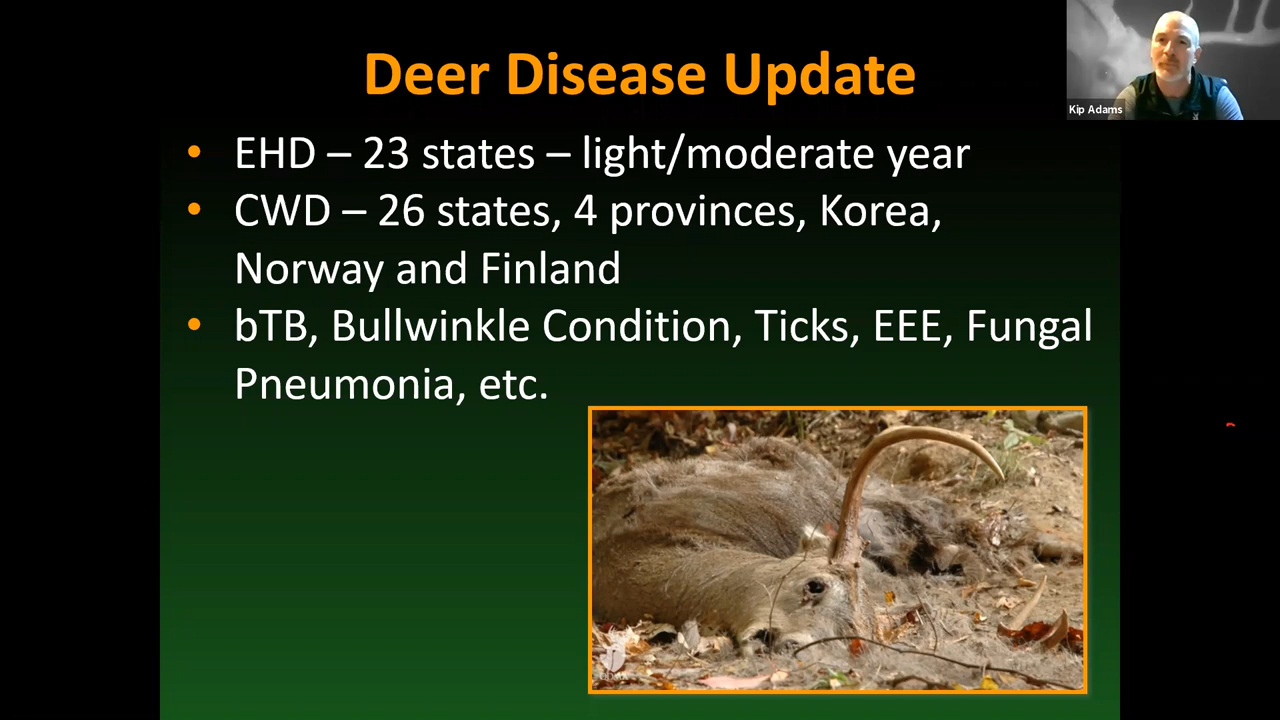 Deer Disease Update
Kip Adams
• EHD – 23 states – light/moderate year
• CWD – 26 states, 4 provinces, Korea,
Norway and Finland
• bTB, Bullwinkle Condition, Ticks, EEE, Fungal
Pneumonia, etc.